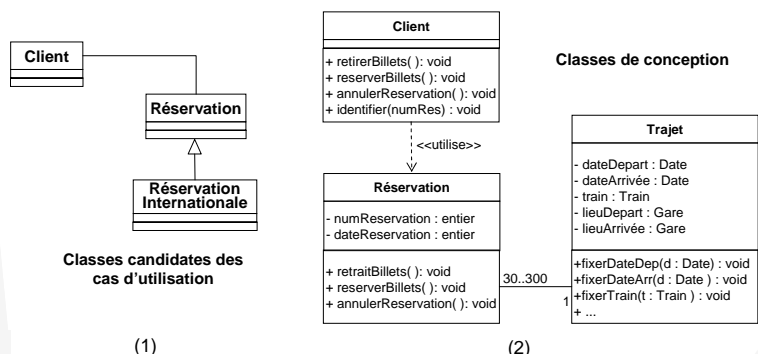 Client
Réservation
Réservation
Internationale
Classes candidates des
cas d'utilisation
(1)
Client
+ retirerBillets( ): void
+ reserverBillets( ): void
+ annulerReservation( ): void
+ identifier(numRes) : void
<<utilise>>
Réservation
- numReservation : entier
- dateReservation : entier
+ retraitBillets( ): void
+ reserverBillets( ): void
+ annulerReservation( ): void
30..300
1
Classes de conception
Trajet
- dateDepart : Date
- dateArrivée : Date
- train : Train
- lieuDepart : Gare
- lieuArrivée : Gare
+fixerDateDep(d : Date) : void
+fixerDateArr(d : Date ) : void
+fixerTrain(t : Train ) : void
+ ...
(2)